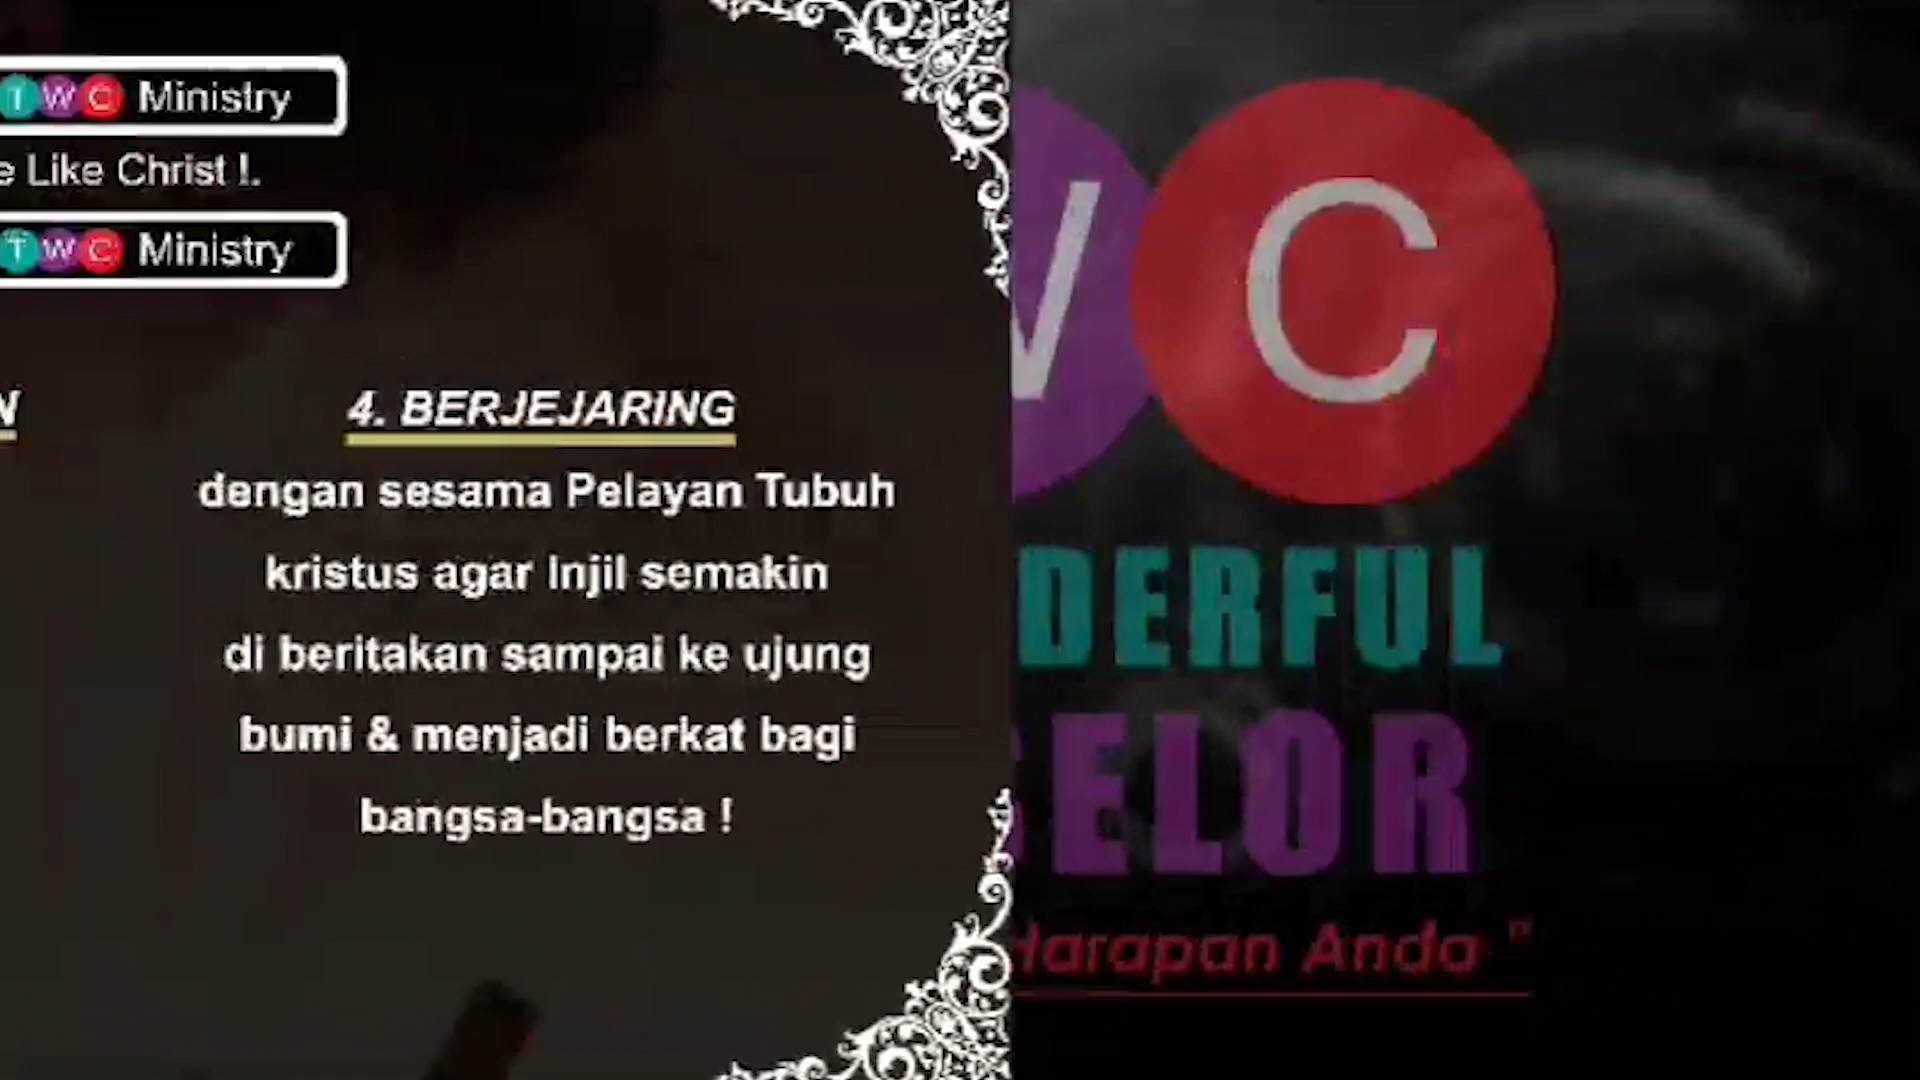 T W C Ministry
e Like Christ !.
T W C Ministry
N
4. BERJEJARING
dengan sesama Pelayan Tubuh
kristus agar Injil semakin
di beritakan sampai ke ujung
bumi & menjadi berkat bagi
bangsa-bangsa !
W C
DERFUL
SELOR
Harapan Anda "